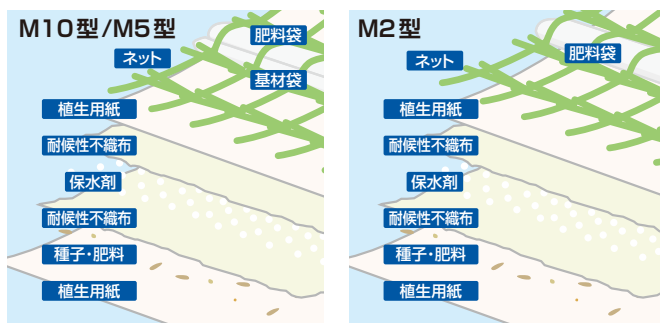 M10型/M5型
肥料袋
ネット
基材袋
植生用紙
耐候性不織布
保水剤
耐候性不織布
種子・肥料
植生用紙
M2型
ネット
肥料袋
植生用紙
耐候性不織布
保水剤
耐候性不織布
種子・肥料
植生用紙